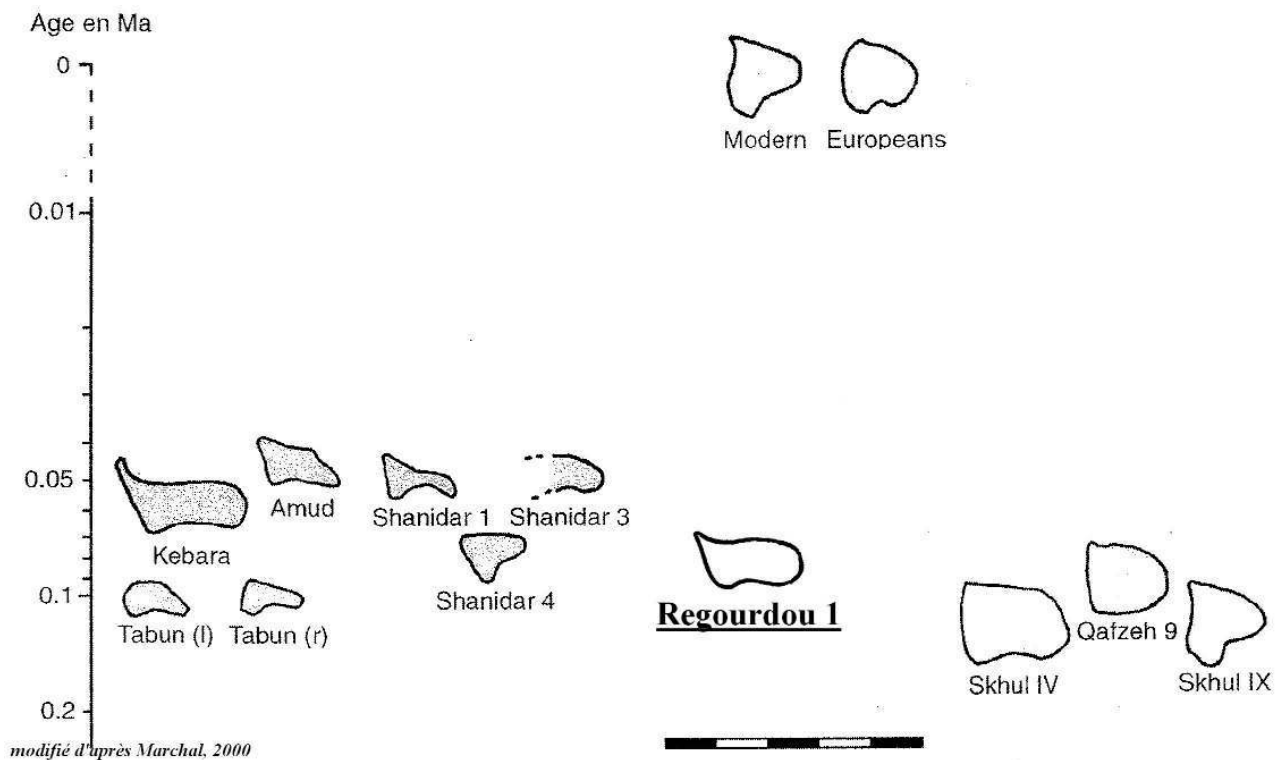 Age en Ma
0
Modern Europeans
0.01
0.05
Amud
Shanidar 1 Shanidar 3
Kebara
0.1
Shanidar 4
Regourdou 1
Tabun (l) Tabun (r)
Qafzeh 9
Skhul IV
Skhul IX
0.2
modifié d'après Marchal, 2000